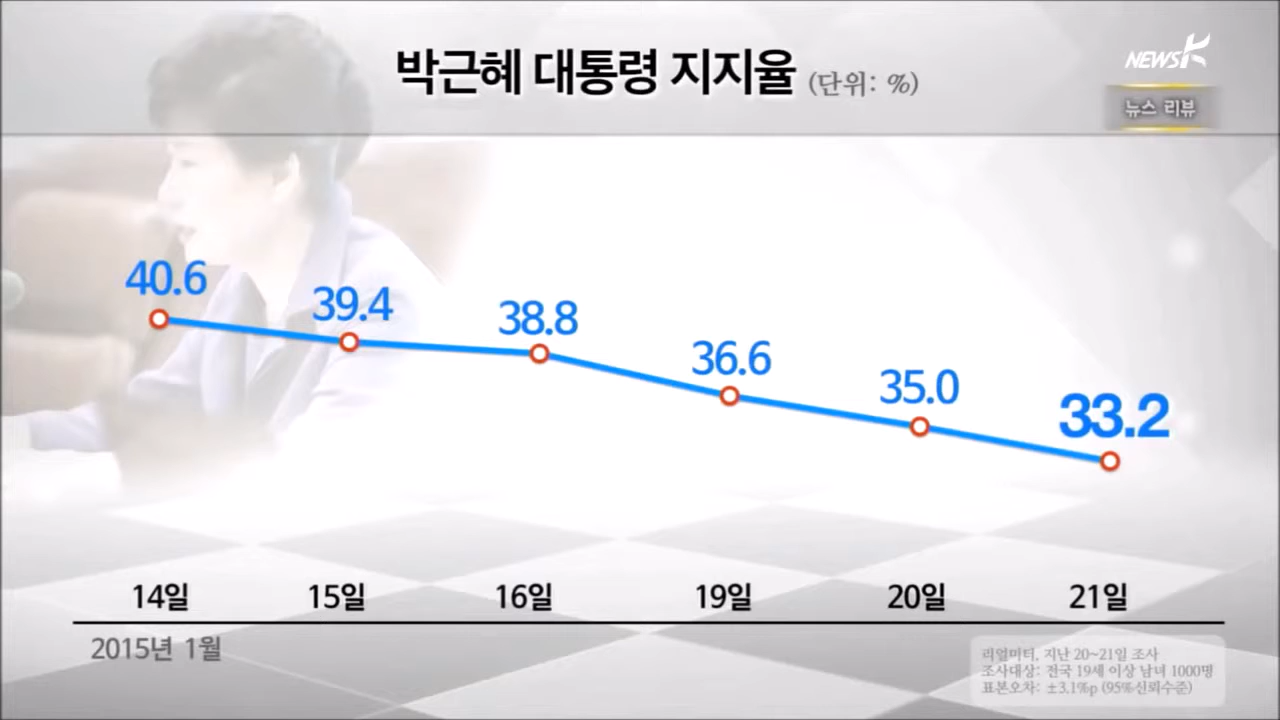 박근혜 대통령 지지율 (단위: %)
NEWS K
뉴스 리뷰
40.6
39.4
38.8
36.6
35.0
33.2
14일 15일 16일 19일 20일 21일
2015년 1월
리얼미터, 지난 20~21일 조사
조사대상: 전국 19세 이상 남녀 1000명
표본오차: ±3.1%p (95%신뢰수준)